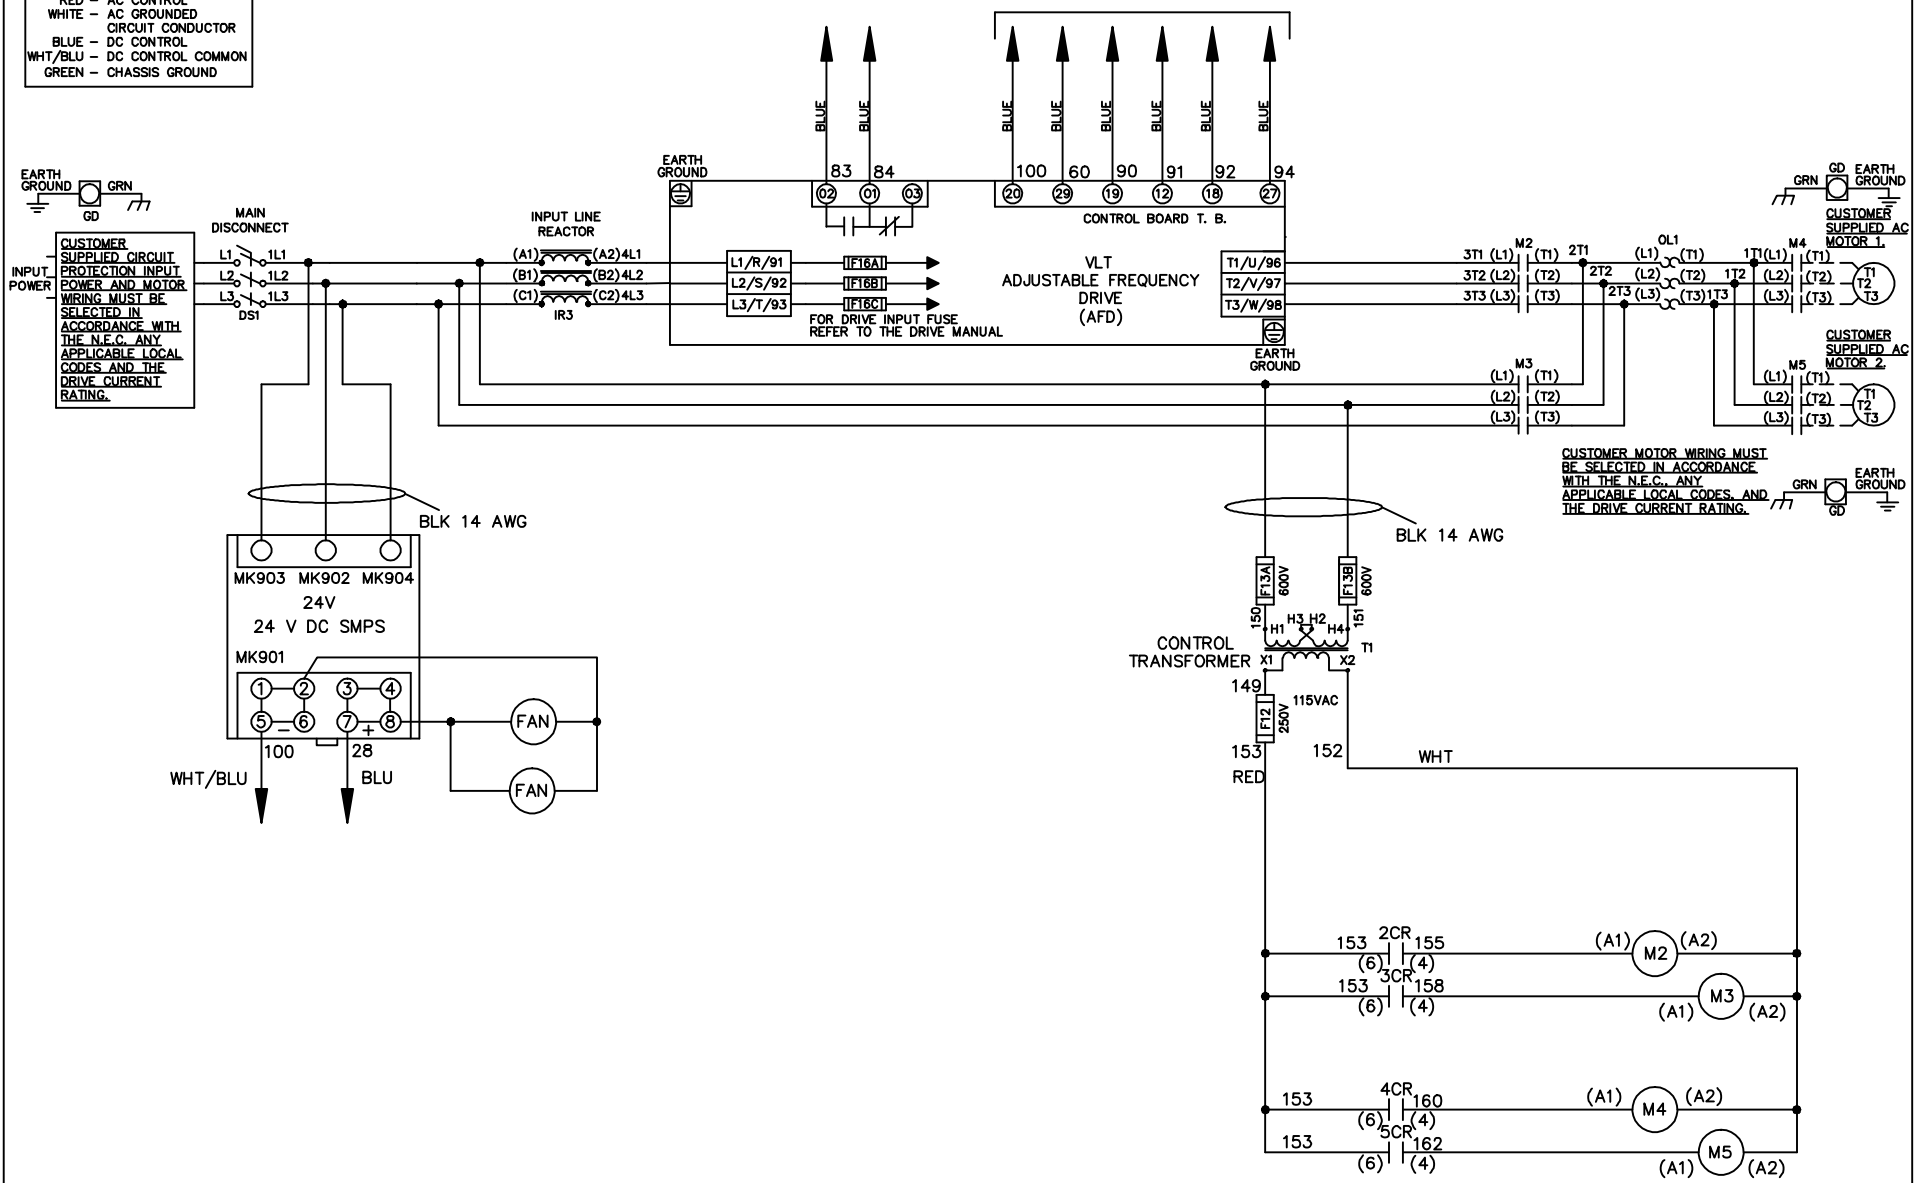 RED – AC CONTROL
WHITE – AC GROUNDED
CIRCUIT CONDUCTOR
BLUE – DC CONTROL
WHT/BLU – DC CONTROL COMMON
GREEN – CHASSIS GROUND
BLUE
BLUE
BLUE
BLUE
BLUE
BLUE
BLUE
BLUE
EARTH
GROUND
GRN
GD
EARTH
GROUND
83
84
100
60
90
91
92
94
02
01
03
20
29
19
12
18
27
CONTROL BOARD T. B.
GD
EARTH
GROUND
GRN
MAIN
DISCONNECT
INPUT LINE
REACTOR
INPUT
POWER
CUSTOMER
SUPPLIED CIRCUIT
PROTECTION INPUT
POWER AND MOTOR
WIRING MUST BE
SELECTED IN
ACCORDANCE WITH
THE N.E.C. ANY
APPLICABLE LOCAL
CODES AND THE
DRIVE CURRENT
RATING.
L1
1L1
L2
1L2
L3
1L3
DS1
(A1)
(A2)
4L1
(B1)
(B2)
4L2
(C1)
(C2)
4L3
IR3
L1/R/91
L2/S/92
L3/T/93
F16A
F16B
F16C
FOR DRIVE INPUT FUSE
REFER TO THE DRIVE MANUAL
VLT
ADJUSTABLE FREQUENCY
DRIVE
(AFD)
T1/U/96
T2/V/97
T3/W/98
EARTH
GROUND
3T1 (L1)
M2
(T1)
2T1
3T2 (L2)
(T2)
2T2
3T3 (L3)
(T3)
2T3
OL1
(L1)
(T1)
1T1
(L2)
(T2)
1T2
(L3)
(T3)
1T3
M4
(L1)
(T1)
(L2)
(T2)
(L3)
(T3)
T1
T2
T3
CUSTOMER
SUPPLIED AC
MOTOR 1.
M3
(L1)
(T1)
(L2)
(T2)
(L3)
(T3)
CUSTOMER
SUPPLIED AC
MOTOR 2.
M5
(L1)
(T1)
(L2)
(T2)
(L3)
(T3)
T1
T2
T3
CUSTOMER MOTOR WIRING MUST
BE SELECTED IN ACCORDANCE
WITH THE N.E.C., ANY
APPLICABLE LOCAL CODES, AND
THE DRIVE CURRENT RATING.
GRN
GD
EARTH
GROUND
BLK 14 AWG
BLK 14 AWG
MK903
MK902
MK904
24V
24 V DC SMPS
MK901
1
2
3
4
5
6
7
8
–
+
100
28
WHT/BLU
BLU
FAN
FAN
F13A
600V
F13B
600V
150
151
H1
H3
H2
H4
CONTROL
TRANSFORMER
X1
X2
T1
149
115VAC
F12
250V
153
RED
152
WHT
153
2CR
155
(6)
(4)
(A1)
M2
(A2)
153
3CR
158
(6)
(4)
(A1)
M3
(A2)
153
4CR
160
(6)
(4)
(A1)
M4
(A2)
153
5CR
162
(6)
(4)
(A1)
M5
(A2)